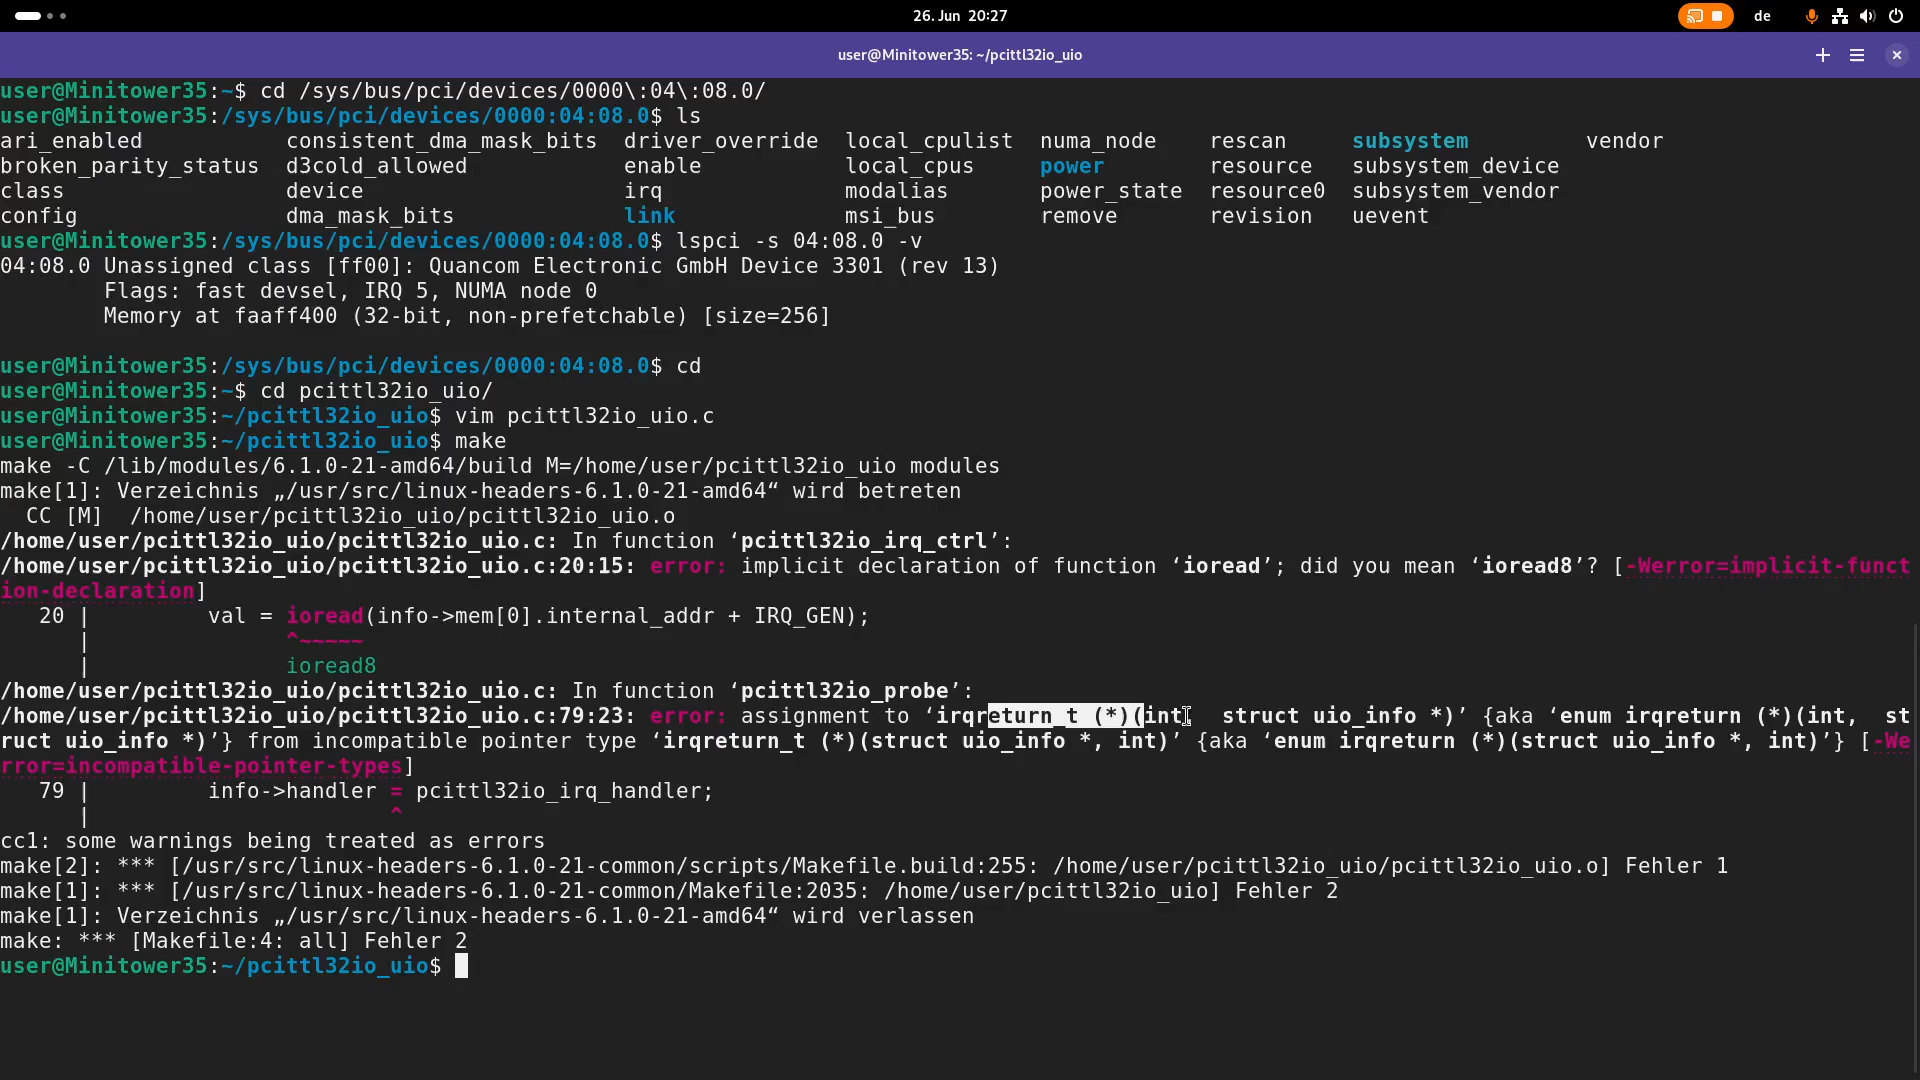 26. Jun 20:27
de
user@Minitower35: ~/pcittl32io_uio
user@Minitower35:~$ cd /sys/bus/pci/devices/0000\:04\:08.0/
user@Minitower35:/sys/bus/pci/devices/0000:04:08.0$ ls
ari_enabled consistent_dma_mask_bits driver_override local_cpulist numa_node rescan subsystem vendor
broken_parity_status d3cold_allowed enable local_cpus power resource subsystem_device
class device irq modalias power_state resource0 subsystem_vendor
config dma_mask_bits link msi_bus remove revision uevent
user@Minitower35:/sys/bus/pci/devices/0000:04:08.0$ lspci -s 04:08.0 -v
04:08.0 Unassigned class [ff00]: Quancom Electronic GmbH Device 3301 (rev 13)
Flags: fast devsel, IRQ 5, NUMA node 0
Memory at faaff400 (32-bit, non-prefetchable) [size=256]
user@Minitower35:/sys/bus/pci/devices/0000:04:08.0$ cd
user@Minitower35:~$ cd pcittl32io_uio/
user@Minitower35:~/pcittl32io_uio$ vim pcittl32io_uio.c
user@Minitower35:~/pcittl32io_uio$ make
make -C /lib/modules/6.1.0-21-amd64/build M=/home/user/pcittl32io_uio modules
make[1]: Verzeichnis „/usr/src/linux-headers-6.1.0-21-amd64“ wird betreten
CC [M] /home/user/pcittl32io_uio/pcittl32io_uio.o
/home/user/pcittl32io_uio/pcittl32io_uio.c: In function ‘pcittl32io_irq_ctrl’:
/home/user/pcittl32io_uio/pcittl32io_uio.c:20:15: error: implicit declaration of function ‘ioread’; did you mean ‘ioread8’? [-Werror=implicit-funct
ion-declaration]
20 | val = ioread(info->mem[0].internal_addr + IRQ_GEN);
| ^~~~~~
| ioread8
/home/user/pcittl32io_uio/pcittl32io_uio.c: In function ‘pcittl32io_probe’:
/home/user/pcittl32io_uio/pcittl32io_uio.c:79:23: error: assignment to ‘irqreturn_t (*)(int, struct uio_info *)’ {aka ‘enum irqreturn (*)(int, st
ruct uio_info *)’} from incompatible pointer type ‘irqreturn_t (*)(struct uio_info *, int)’ {aka ‘enum irqreturn (*)(struct uio_info *, int)’} [-We
rror=incompatible-pointer-types]
79 | info->handler = pcittl32io_irq_handler;
| ^
cc1: some warnings being treated as errors
make[2]: *** [/usr/src/linux-headers-6.1.0-21-common/scripts/Makefile.build:255: /home/user/pcittl32io_uio/pcittl32io_uio.o] Fehler 1
make[1]: *** [/usr/src/linux-headers-6.1.0-21-common/Makefile:2035: /home/user/pcittl32io_uio] Fehler 2
make[1]: Verzeichnis „/usr/src/linux-headers-6.1.0-21-amd64“ wird verlassen
make: *** [Makefile:4: all] Fehler 2
user@Minitower35:~/pcittl32io_uio$